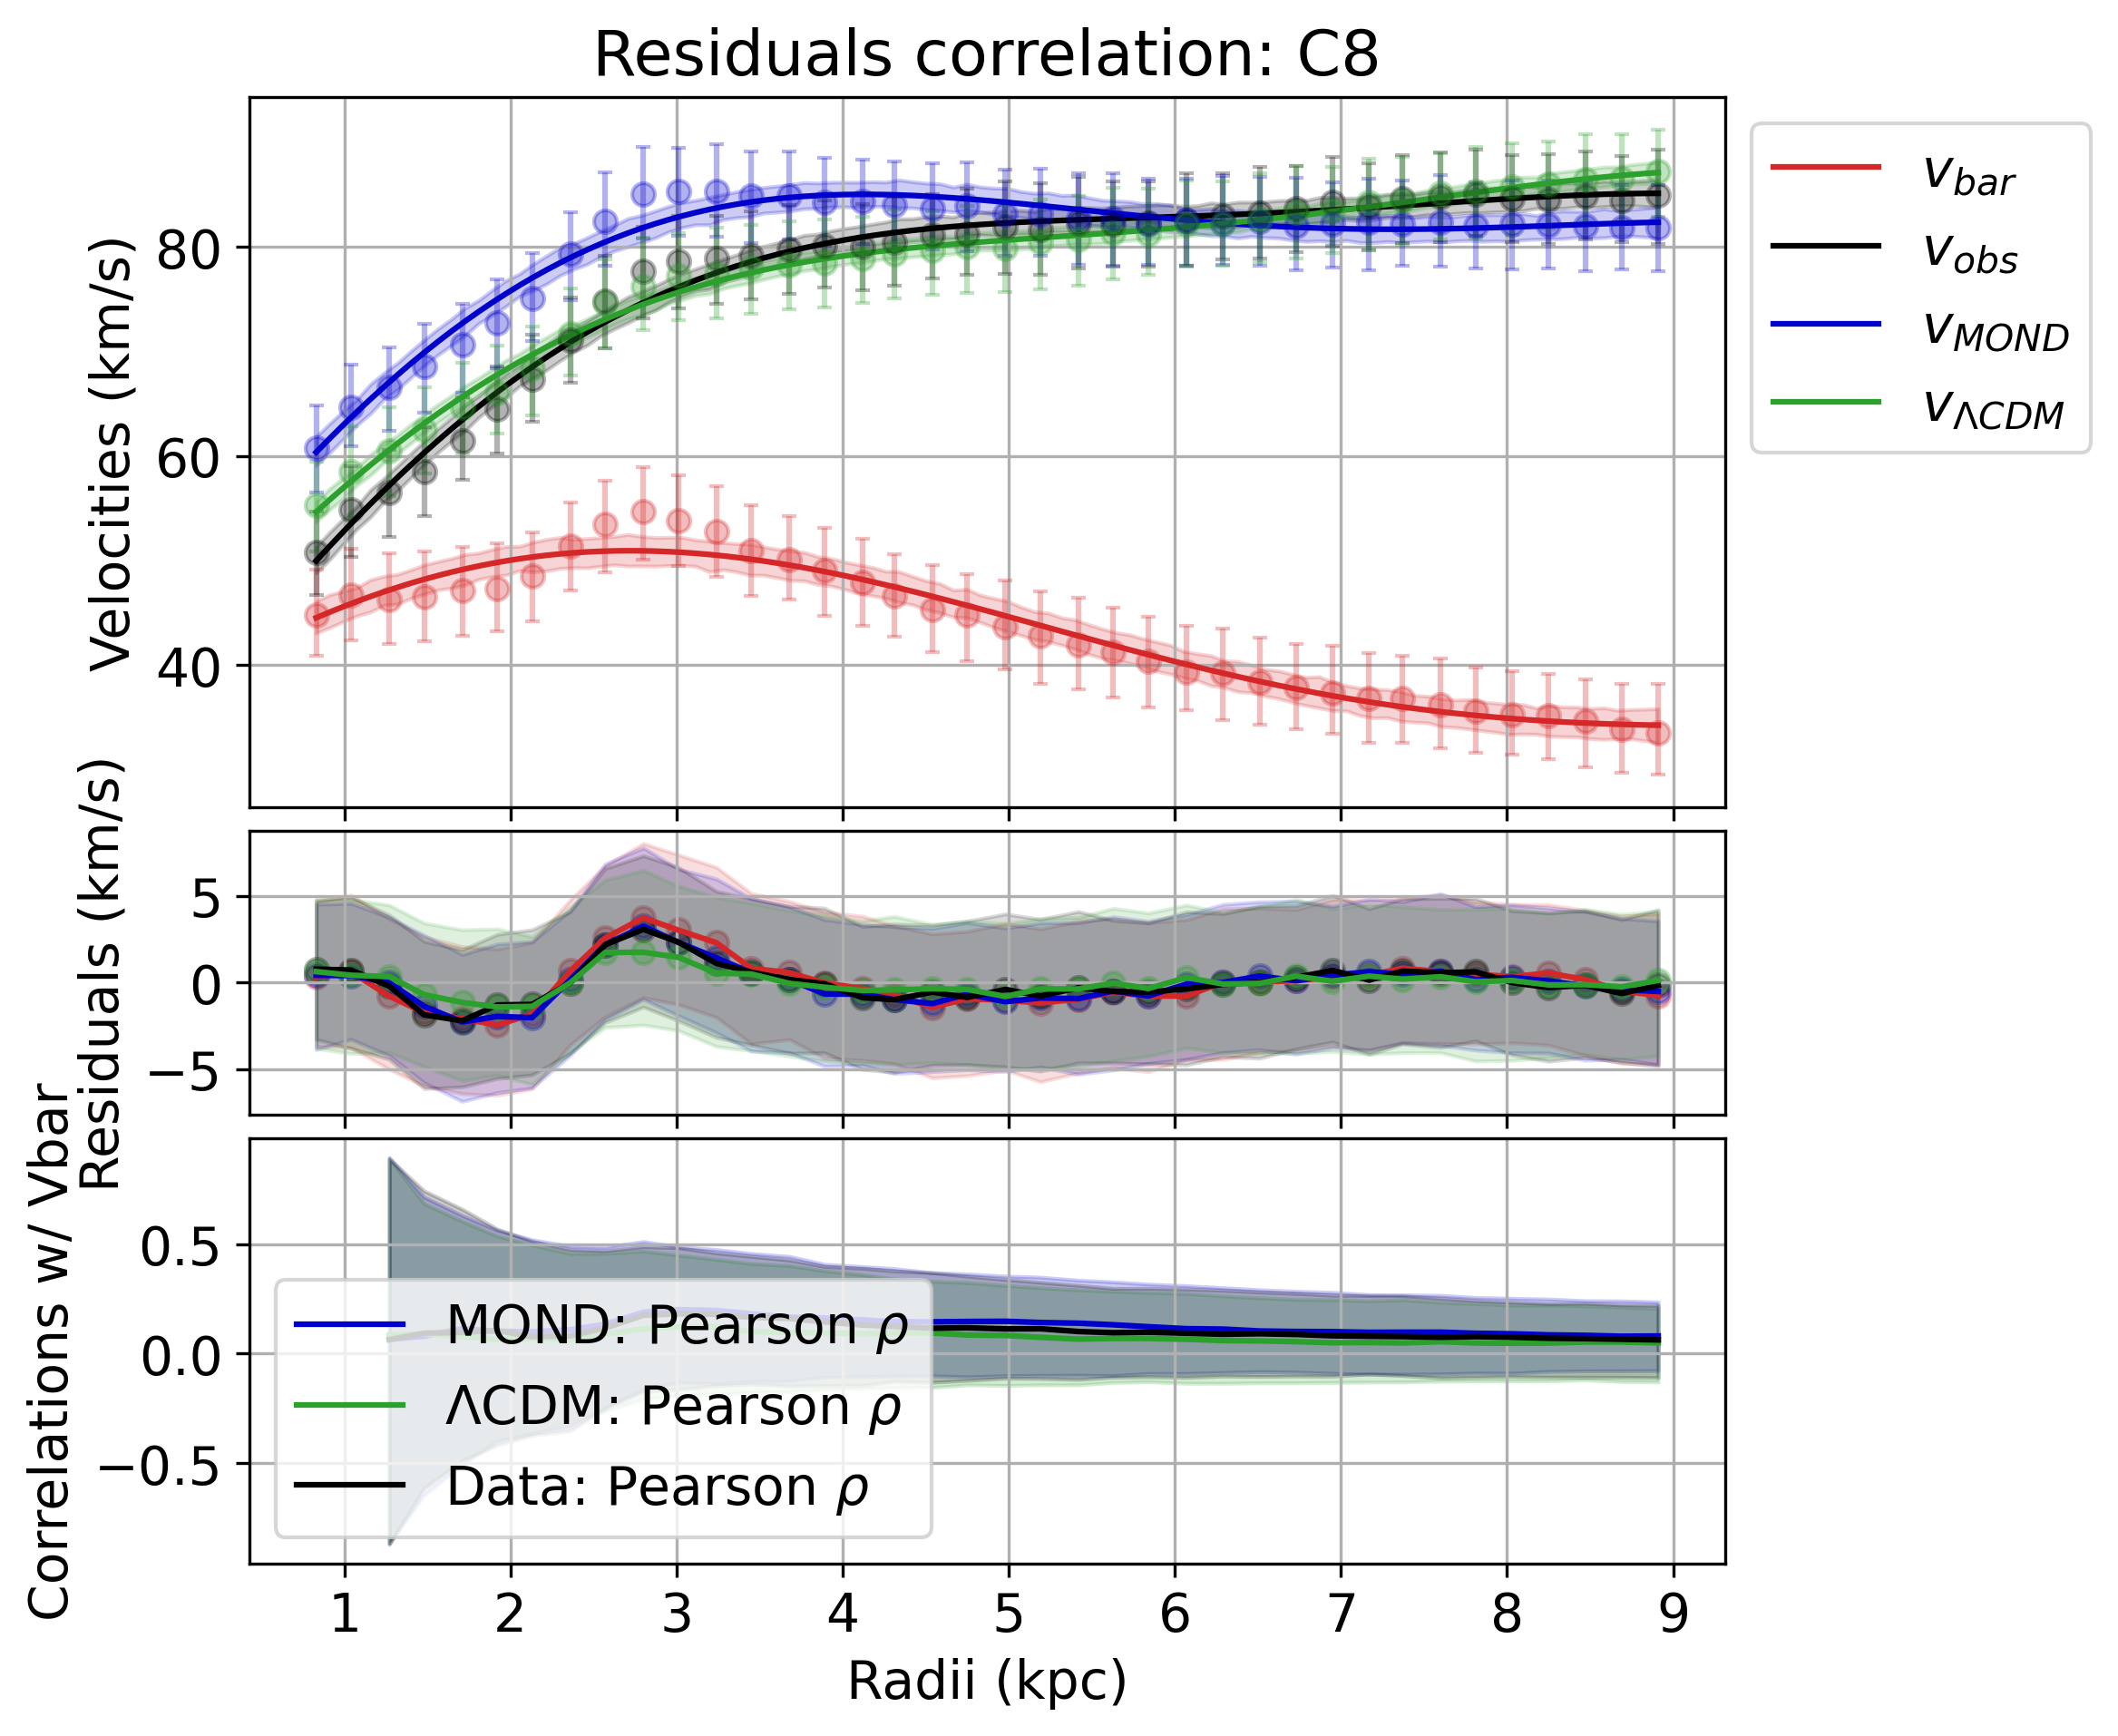 Residuals correlation: C8
Velocities (km/s)
80
60
40
v_bar
v_obs
v_MOND
v_ΛCDM
Residuals (km/s)
5
0
−5
Correlations w/ Vbar
0.5
0.0
−0.5
MOND: Pearson ρ
ΛCDM: Pearson ρ
Data: Pearson ρ
1 2 3 4 5 6 7 8 9
Radii (kpc)